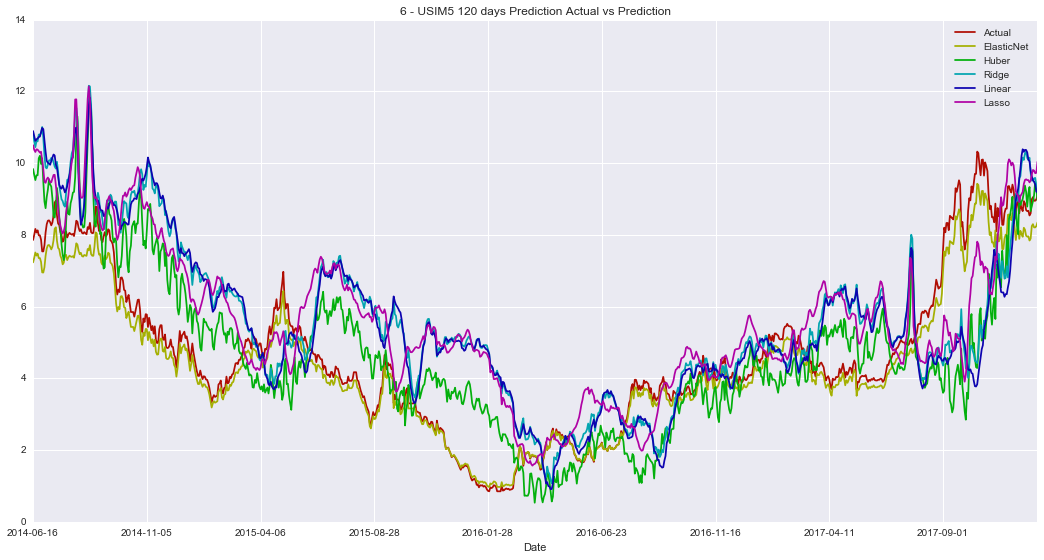 6 - USIM5 120 days Prediction Actual vs Prediction
14
12
10
8
6
4
2
0
Actual
ElasticNet
Huber
Ridge
Linear
Lasso
2014-06-16 2014-11-05 2015-04-06 2015-08-28 2016-01-28 2016-06-23 2016-11-16 2017-04-11 2017-09-01
Date